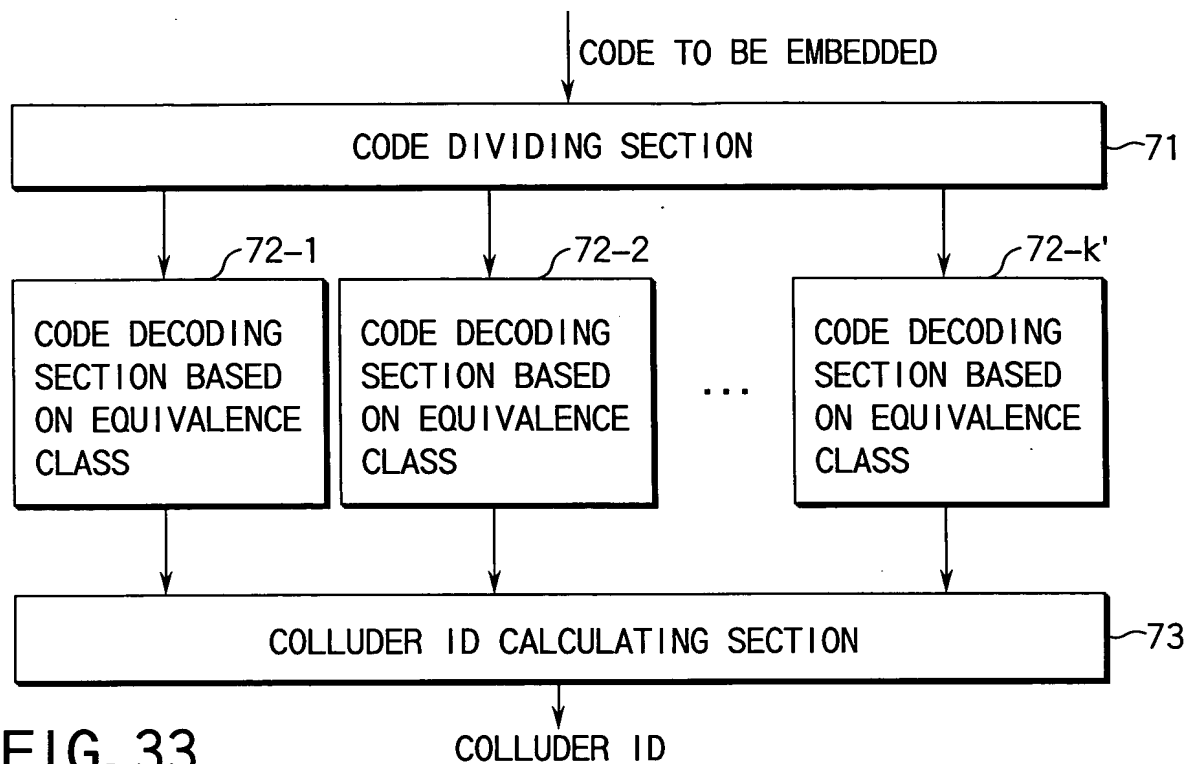 CODE TO BE EMBEDDED
CODE DIVIDING SECTION
71
72-1
72-2
72-k'
CODE DECODING
SECTION BASED
ON EQUIVALENCE
CLASS
CODE DECODING
SECTION BASED
ON EQUIVALENCE
CLASS
...
CODE DECODING
SECTION BASED
ON EQUIVALENCE
CLASS
COLLUDER ID CALCULATING SECTION
73
FIG. 33
COLLUDER ID